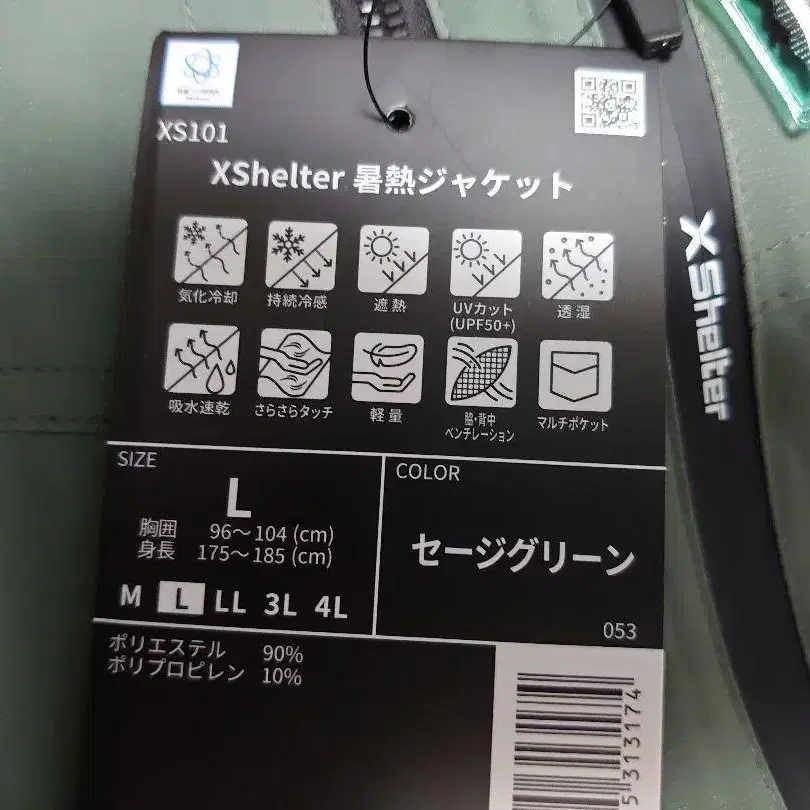 XS101
XShelter 暑熱ジャケット
気化冷却
持続冷感
遮熱
UVカット
(UPF50+)
透湿
吸水速乾
さらさらタッチ
軽量
脇・背中
ベンチレーション
マルチポケット
SIZE
L
胸囲 96～104 (cm)
身長 175～185 (cm)
M L LL 3L 4L
COLOR
セージグリーン
053
ポリエステル 90%
ポリプロピレン 10%
5313174
XShelter